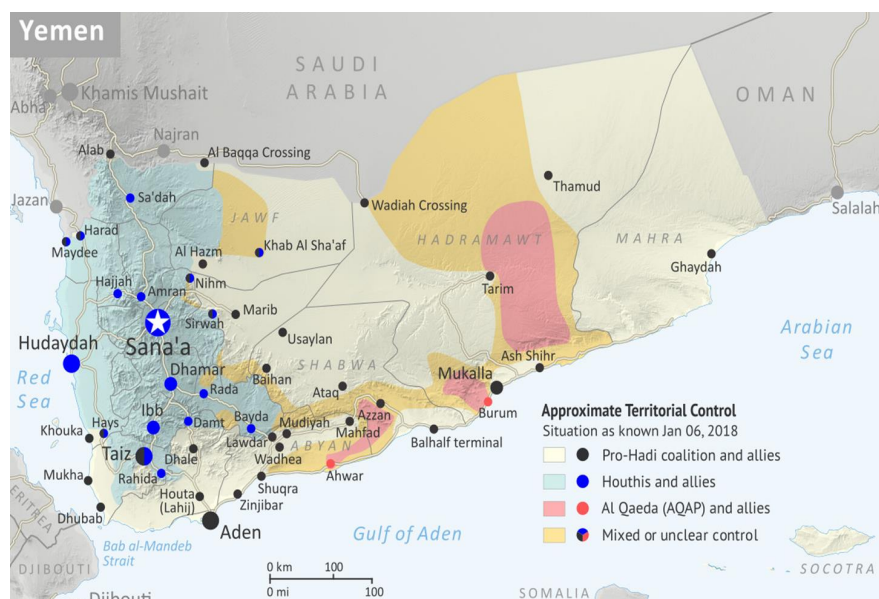 Yemen
SAUDI
ARABIA
OMAN
Abha
Khamis Mushait
Najran
Alab
Al Baqqa Crossing
Jazan
Sa'dah
Wadiah Crossing
Thamud
Salalah
JAWF
Harad
Maydee
Khab Al Sha'af
HADRAMAWT
MAHRA
Al Hazm
Ghaydah
Hajjah
Amran
Nihm
Tarim
Marib
Sirwah
Sana'a
Usaylan
Hudaydah
Arabian
Sea
Ash Shihr
SHABWA
Dhamar
Baihan
Mukalla
Red
Sea
Rada
Ataq
Burum
Ibb
Bayda
Azzan
Khouka
Hays
Damt
Mudiyah
Mahfad
Lawdar
ABYAN
Balhalf terminal
Taiz
Dhale
Wadhea
Mukha
Rahida
Ahwar
Shuqra
Houta
(Lahij)
Zinjibar
Dhubab
Aden
ERITREA
Gulf of Aden
Bab al-Mandeb
Strait
DJIBOUTI
Djibouti
SOMALIA
SOCOTRA
Approximate Territorial Control
Situation as known Jan 06, 2018
Pro-Hadi coalition and allies
Houthis and allies
Al Qaeda (AQAP) and allies
Mixed or unclear control
0 km 100
0 mi 100